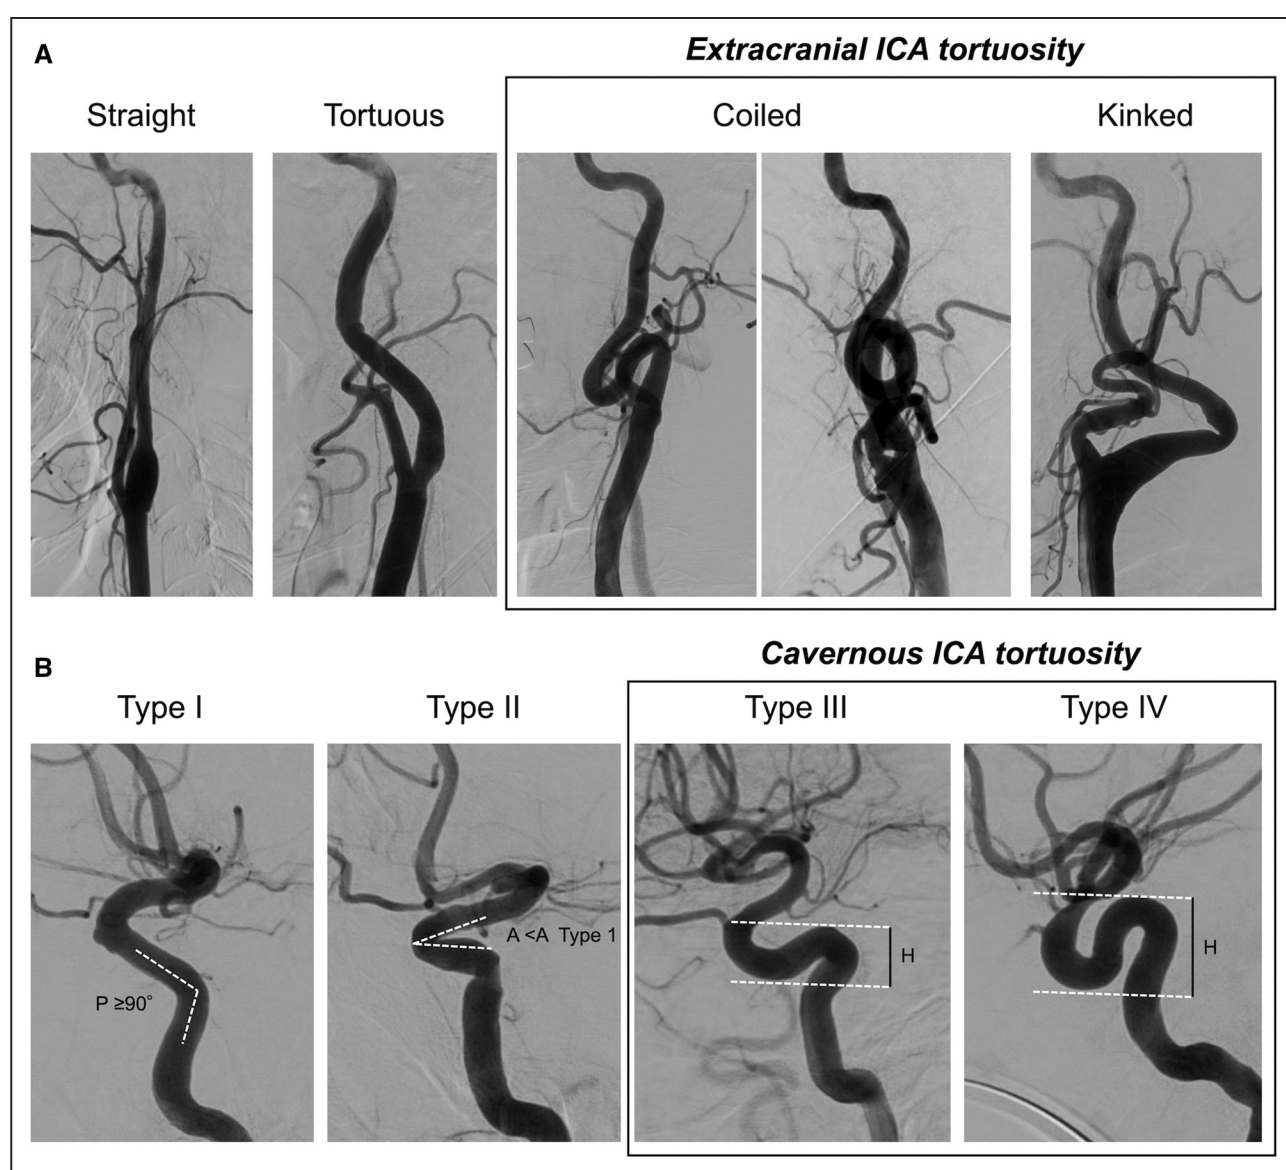 A
Extracranial ICA tortuosity
Straight
Tortuous
Coiled
Kinked
B
Cavernous ICA tortuosity
Type I
Type II
Type III
Type IV
P ≥90°
A <A Type 1
H
H